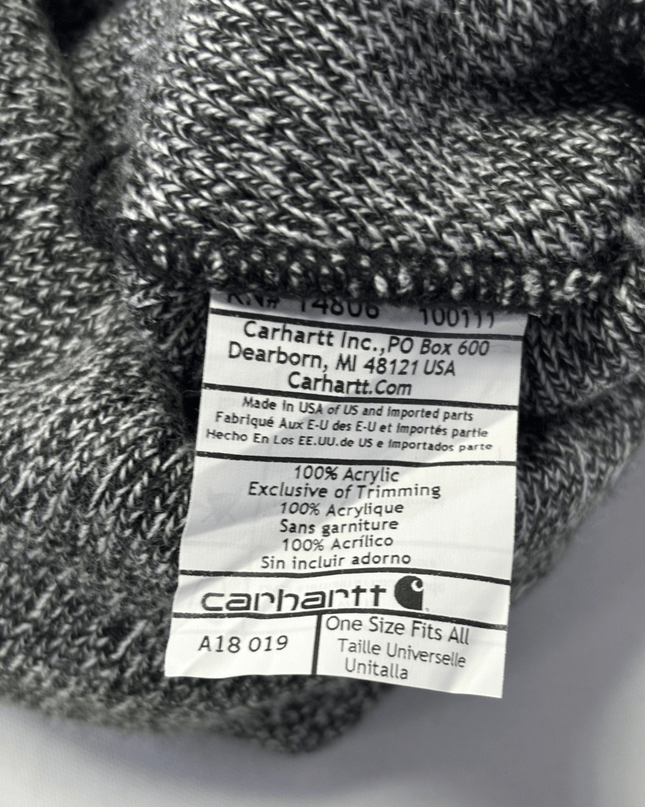 RN# 14806 100111
Carhartt Inc.,PO Box 600
Dearborn, MI 48121 USA
Carhartt.Com
Made in USA of US and Imported parts
Fabriqué Aux E-U des E-U et Importés partie
Hecho En Los EE.UU.de US e Importados parte
100% Acrylic
Exclusive of Trimming
100% Acrylique
Sans garniture
100% Acrílico
Sin incluir adorno
carhartt
A18 019
One Size Fits All
Taille Universelle
Unitalla